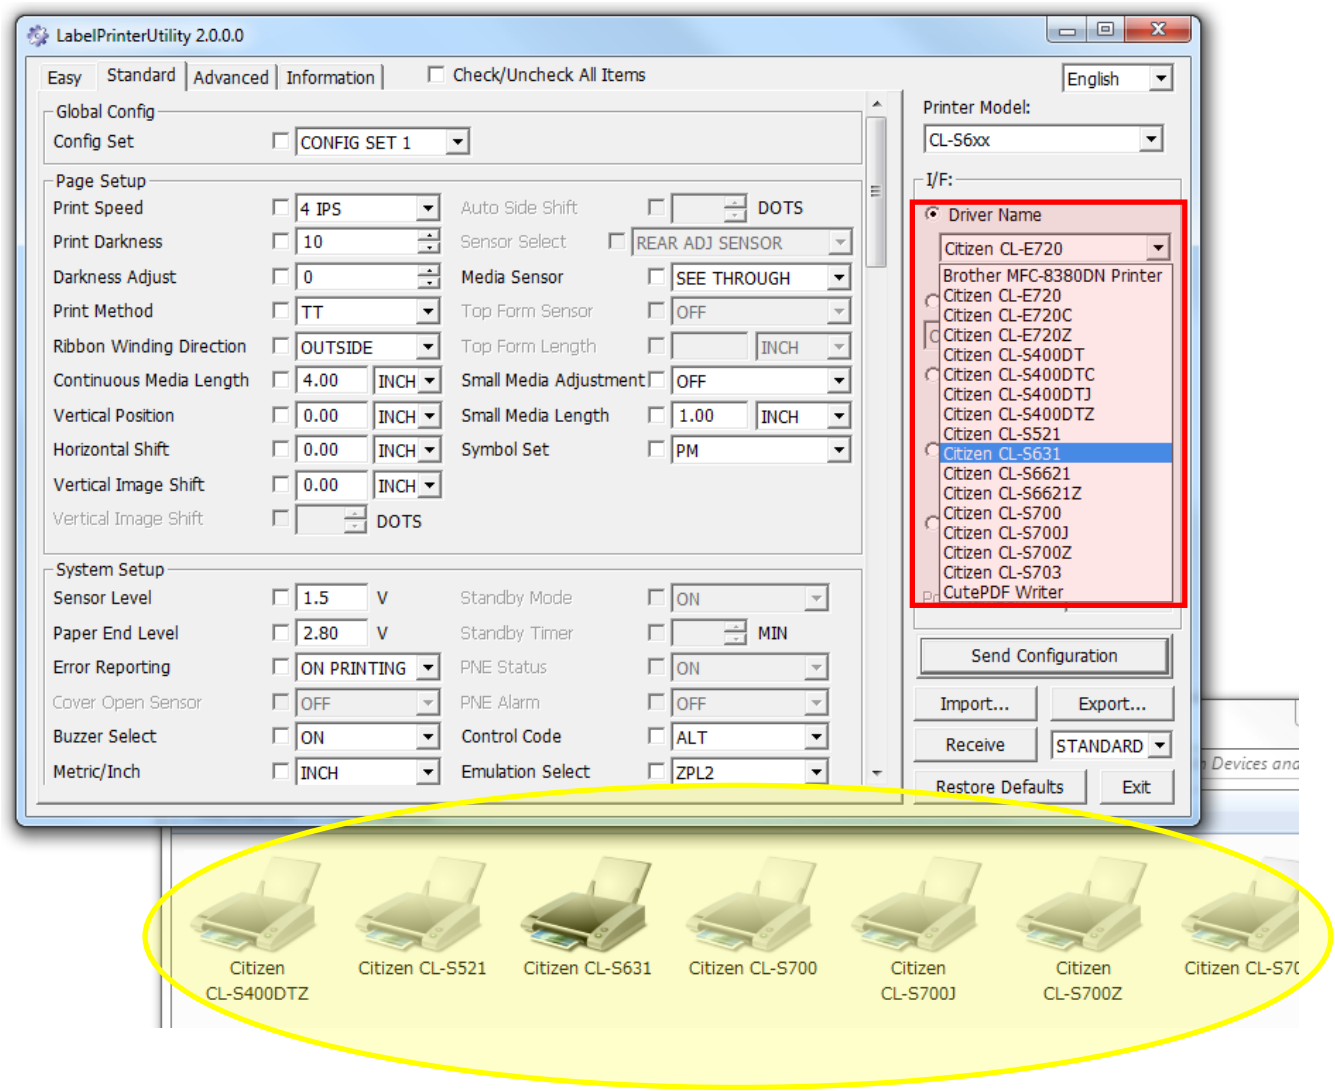 LabelPrinterUtility 2.0.0.0
Easy Standard Advanced Information Check/Uncheck All Items English
Global Config
Config Set CONFIG SET 1
Page Setup
Print Speed 4 IPS Auto Side Shift DOTS
Print Darkness 10 Sensor Select REAR ADJ SENSOR
Darkness Adjust 0 Media Sensor SEE THROUGH
Print Method TT Top Form Sensor OFF
Ribbon Winding Direction OUTSIDE Top Form Length INCH
Continuous Media Length 4.00 INCH Small Media Adjustment OFF
Vertical Position 0.00 INCH Small Media Length 1.00 INCH
Horizontal Shift 0.00 INCH Symbol Set PM
Vertical Image Shift 0.00 INCH
Vertical Image Shift DOTS
System Setup
Sensor Level 1.5 V Standby Mode ON
Paper End Level 2.80 V Standby Timer MIN
Error Reporting ON PRINTING PNE Status ON
Cover Open Sensor OFF PNE Alarm OFF
Buzzer Select ON Control Code ALT
Metric/Inch INCH Emulation Select ZPL2
Printer Model:
CL-S6xx
I/F:
Driver Name
Citizen CL-E720
Brother MFC-8380DN Printer
Citizen CL-E720
Citizen CL-E720C
Citizen CL-E720Z
Citizen CL-S400DT
Citizen CL-S400DTC
Citizen CL-S400DTJ
Citizen CL-S400DTZ
Citizen CL-S521
Citizen CL-S631
Citizen CL-S6621
Citizen CL-S6621Z
Citizen CL-S700
Citizen CL-S700J
Citizen CL-S700Z
Citizen CL-S703
CutePDF Writer
Send Configuration
Import... Export...
Receive STANDARD
Restore Defaults Exit
Devices and
Citizen
CL-S400DTZ
Citizen CL-S521
Citizen CL-S631
Citizen CL-S700
Citizen
CL-S700J
Citizen
CL-S700Z
Citizen CL-S70